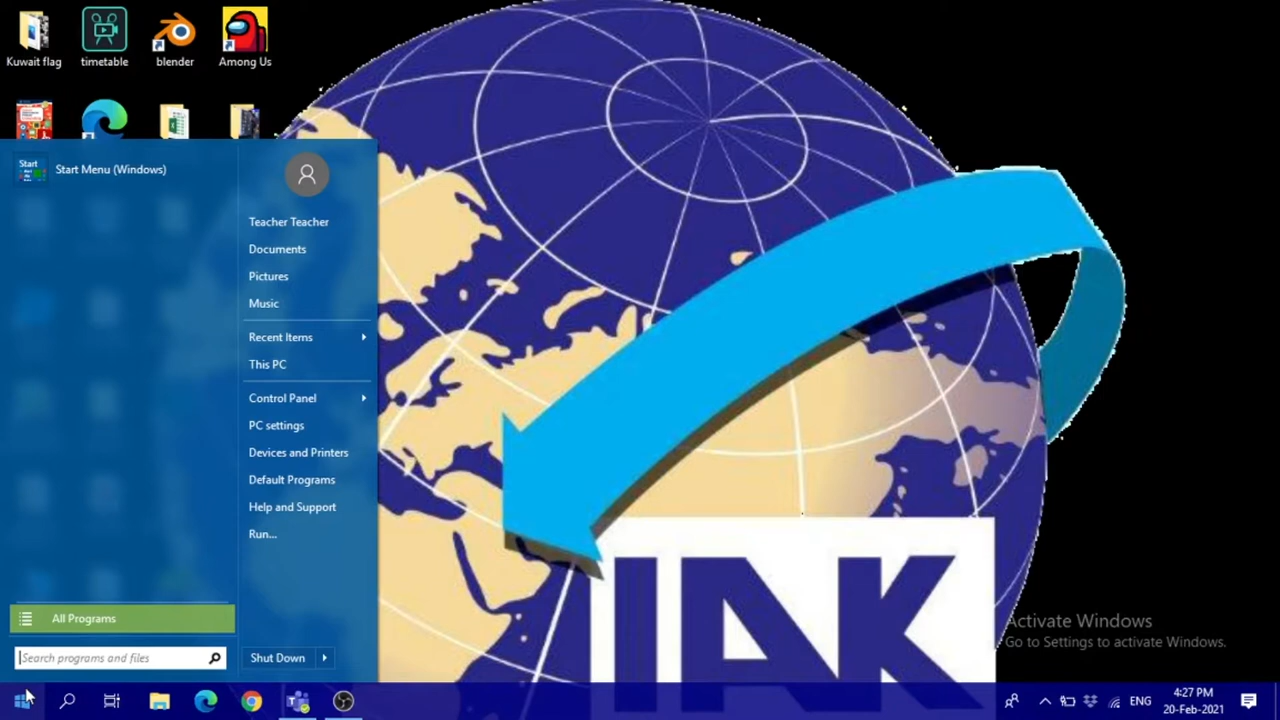 Kuwait flag
timetable
blender
Among Us
Start
Start Menu (Windows)
Teacher Teacher
Documents
Pictures
Music
Recent Items
This PC
Control Panel
PC settings
Devices and Printers
Default Programs
Help and Support
Run...
All Programs
Search programs and files
Shut Down
IAK
Activate Windows
Go to Settings to activate Windows.
ENG
4:27 PM
20-Feb-2021